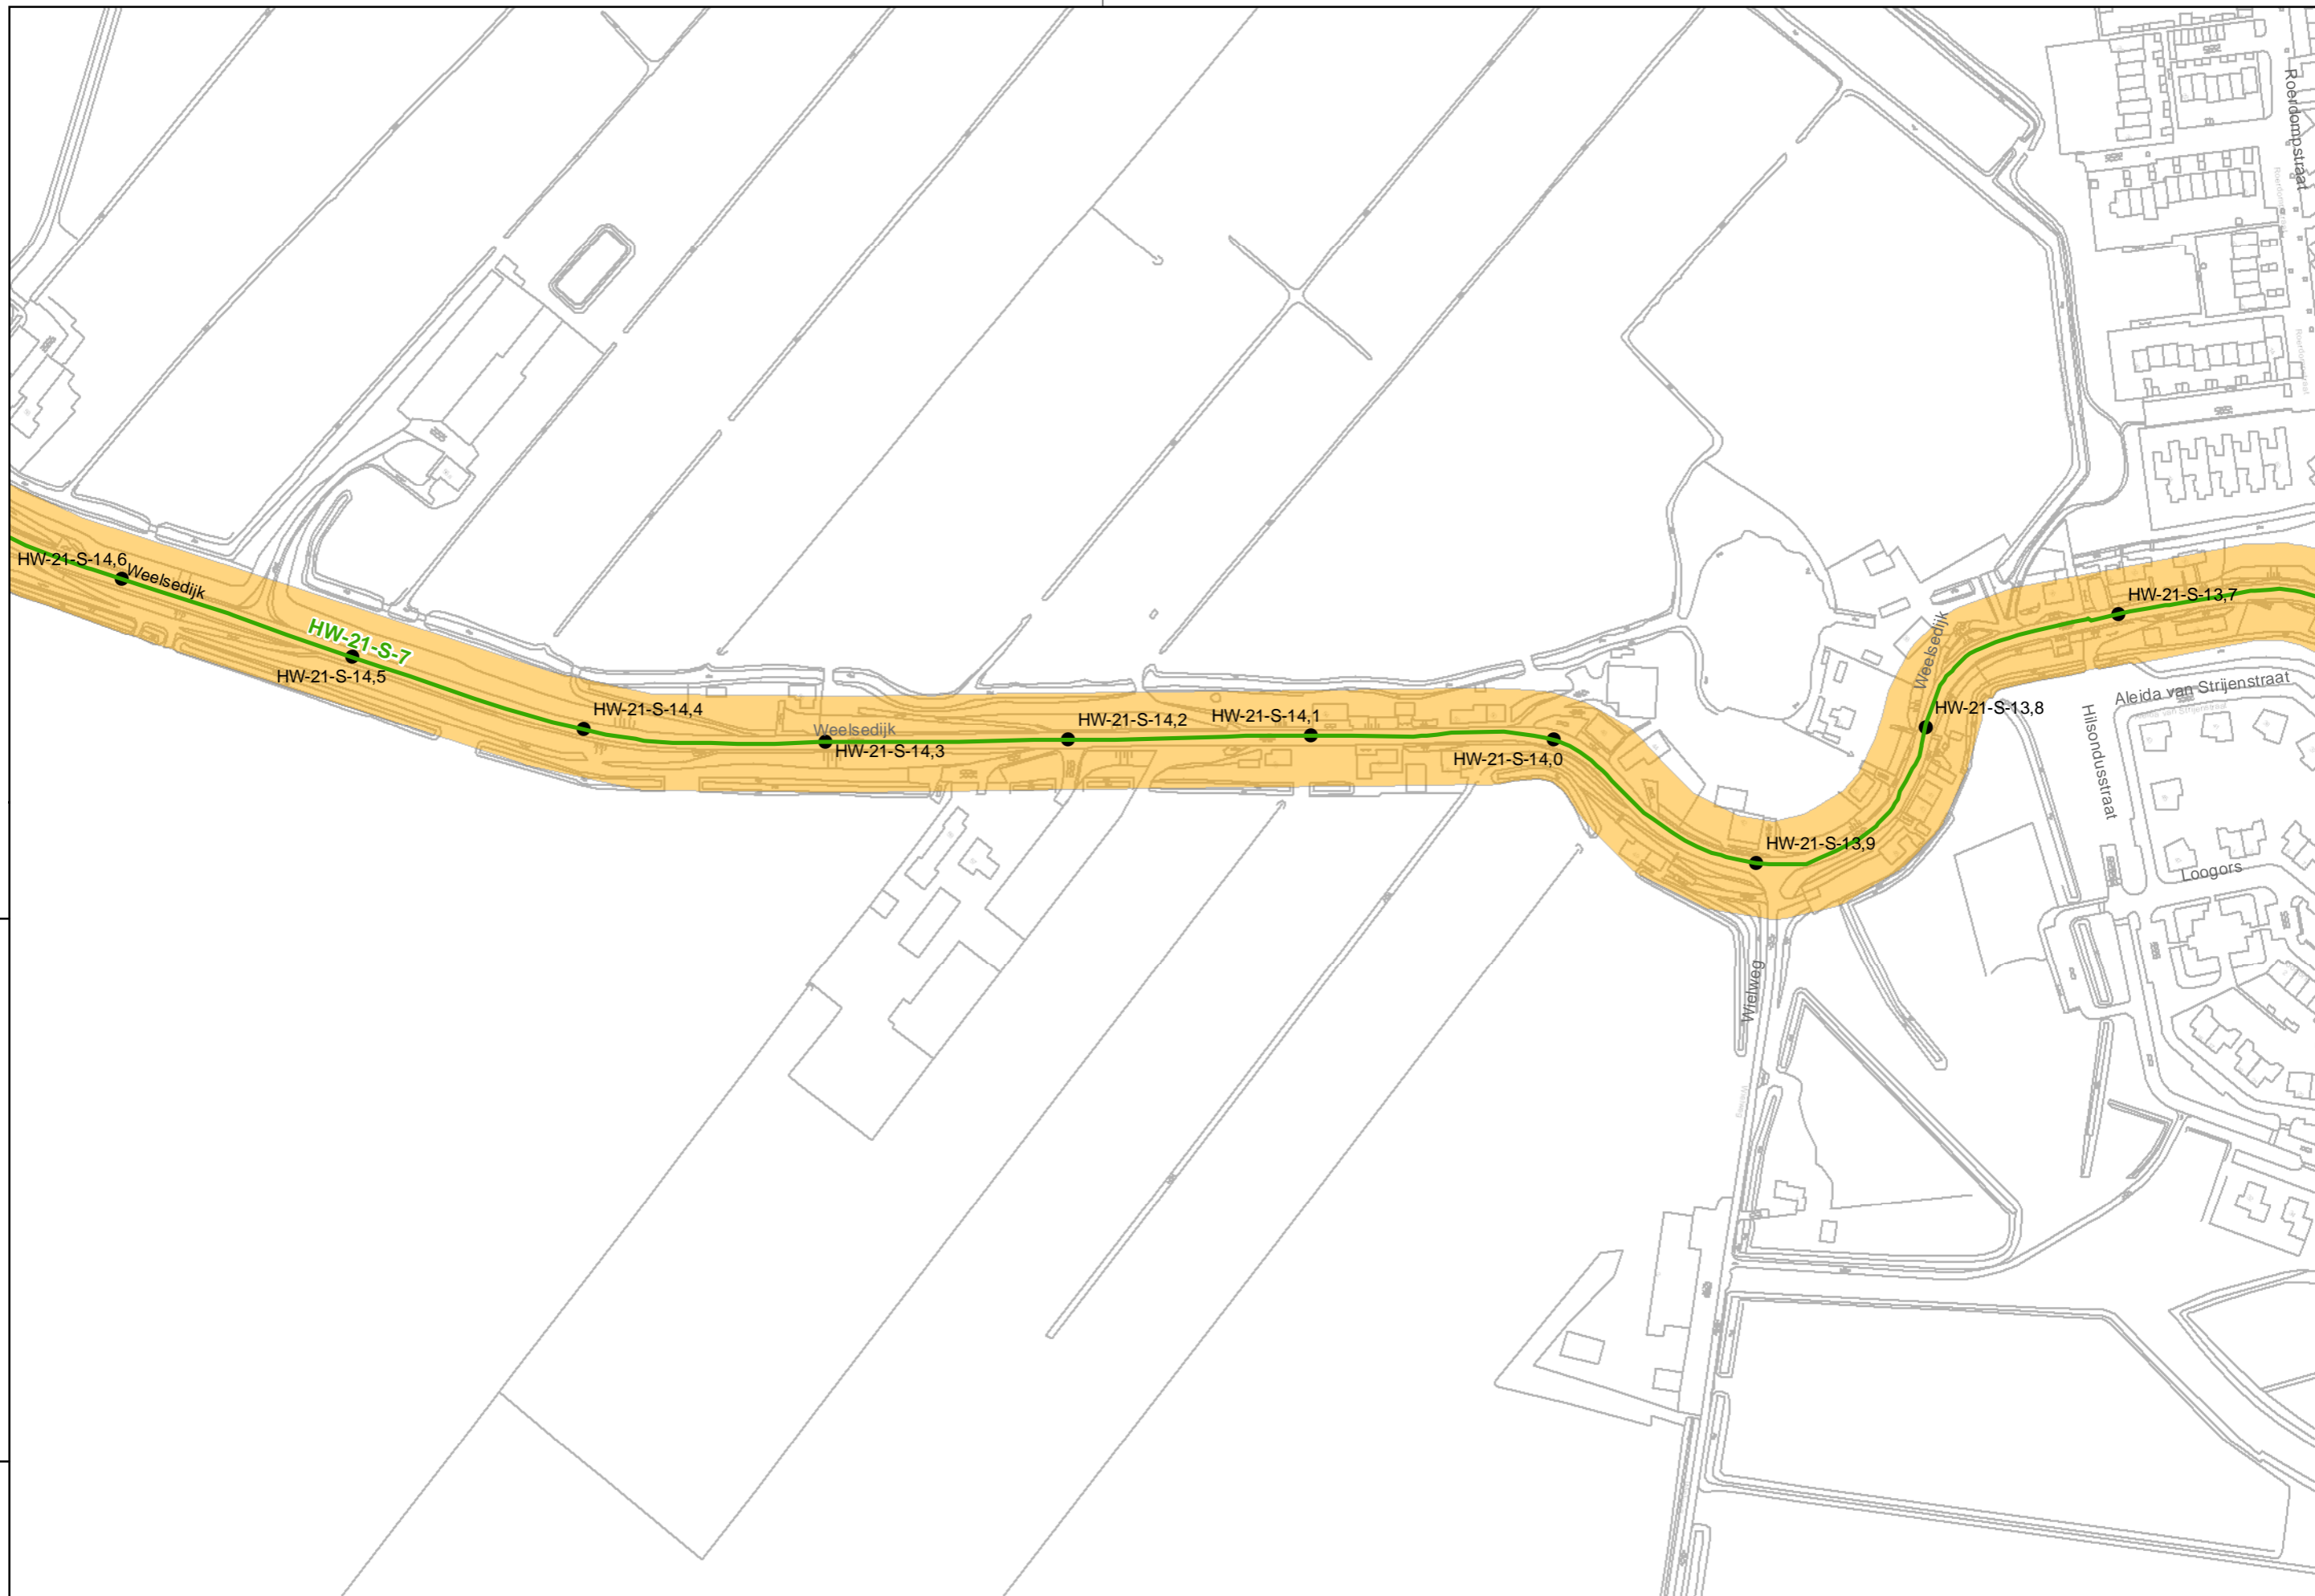 Roerdompstraat
HW-21-S-14,6
Weelsedijk
HW-21-S-7
HW-21-S-14,5
HW-21-S-14,4
Weelsedijk
HW-21-S-14,3
HW-21-S-14,2
HW-21-S-14,1
HW-21-S-14,0
HW-21-S-13,9
HW-21-S-13,8
Weelsedijk
HW-21-S-13,7
Aleida van Strijenstraat
Hilsondusstraat
Loogors
Wielweg
Wielweg